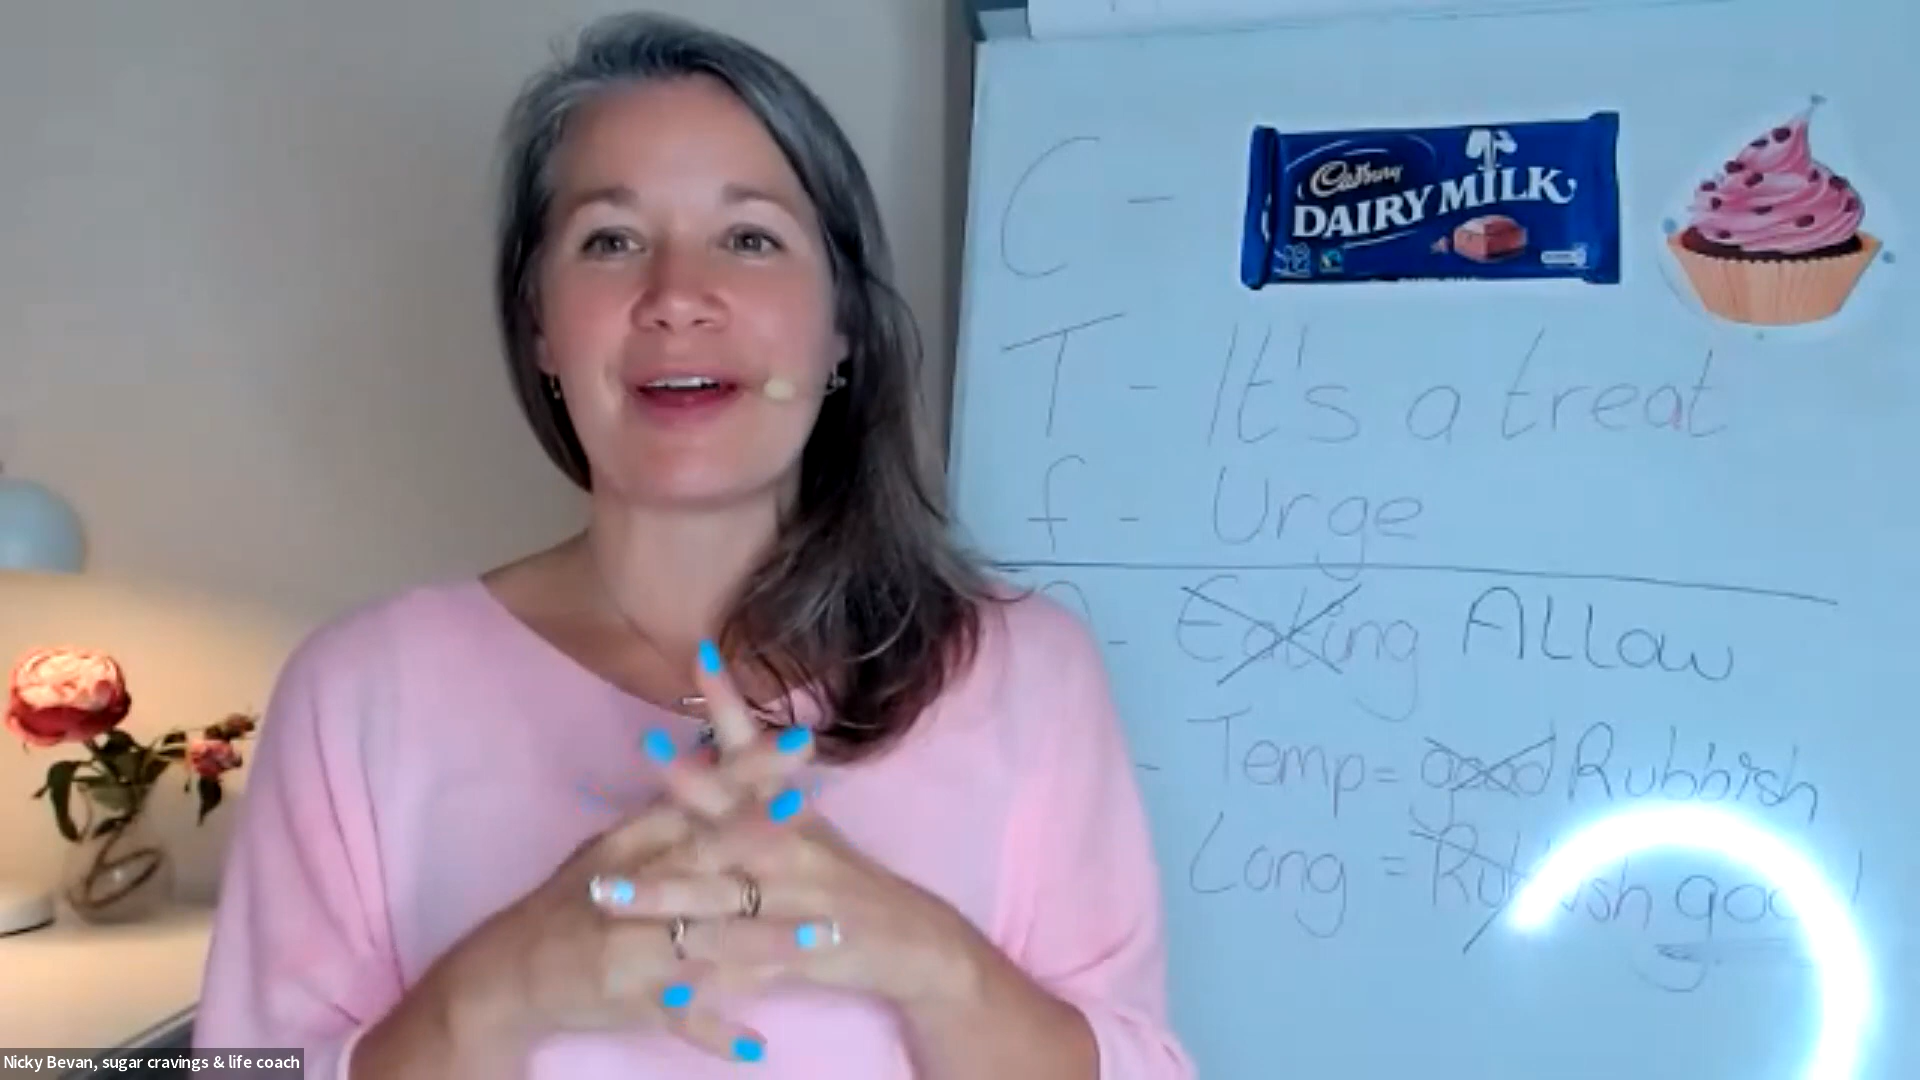 C - Cadbury
DAIRY MILK
T - It's a treat
f - Urge
- Eating ALLow
- Temp = good Rubbish
Long = Rubbish good
Nicky Bevan, sugar cravings & life coach